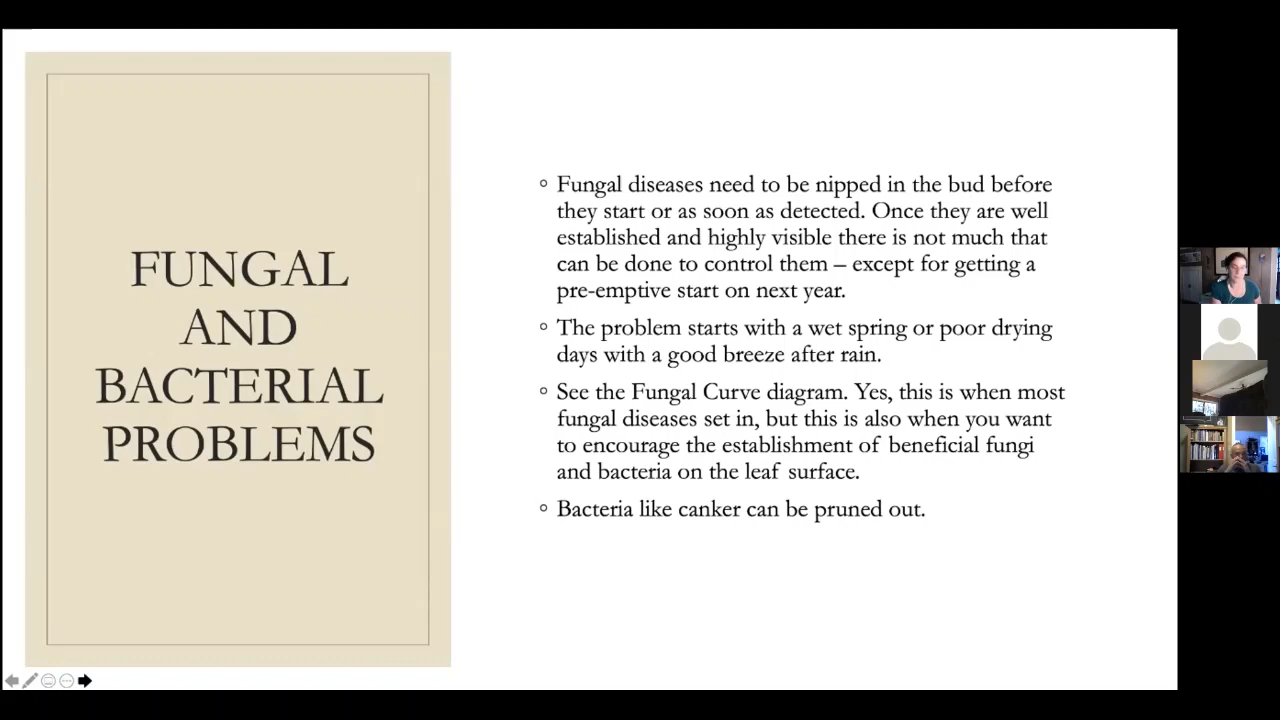 FUNGAL
AND
BACTERIAL
PROBLEMS
◦ Fungal diseases need to be nipped in the bud before
they start or as soon as detected. Once they are well
established and highly visible there is not much that
can be done to control them – except for getting a
pre-emptive start on next year.
◦ The problem starts with a wet spring or poor drying
days with a good breeze after rain.
◦ See the Fungal Curve diagram. Yes, this is when most
fungal diseases set in, but this is also when you want
to encourage the establishment of beneficial fungi
and bacteria on the leaf surface.
◦ Bacteria like canker can be pruned out.